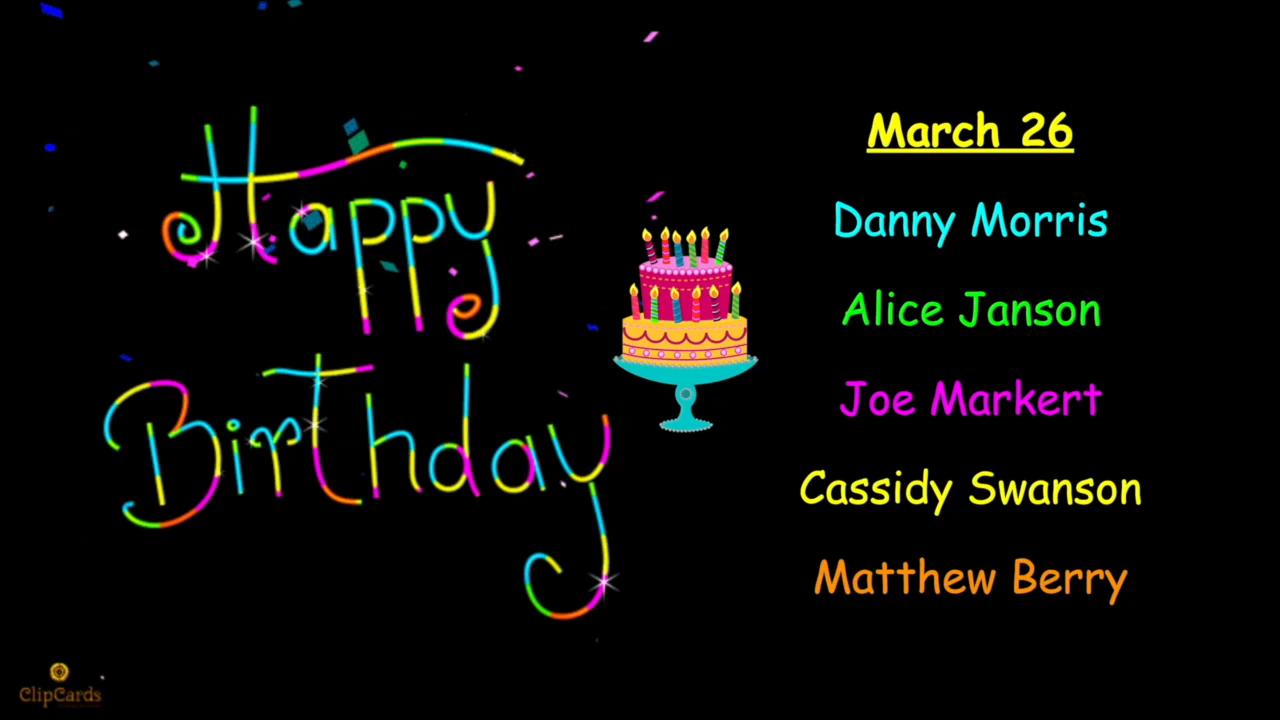 Happy
Birthday
March 26
Danny Morris
Alice Janson
Joe Markert
Cassidy Swanson
Matthew Berry
ClipCards